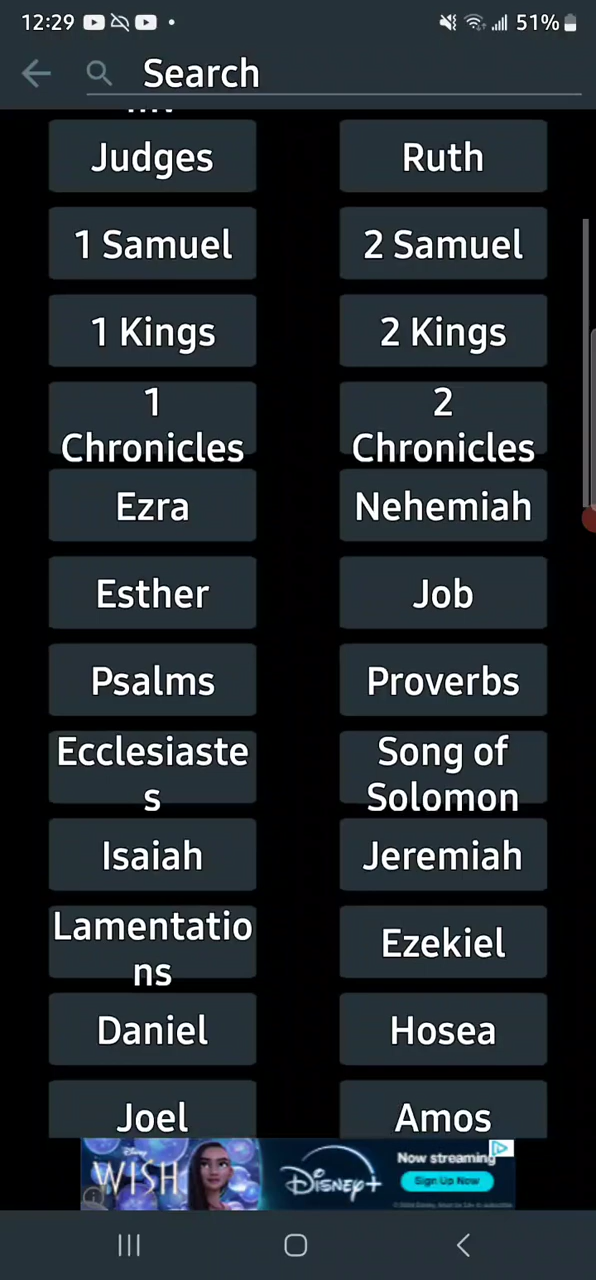 12:29 51%
Search
Judges Ruth
1 Samuel 2 Samuel
1 Kings 2 Kings
1 2
Chronicles Chronicles
Ezra Nehemiah
Esther Job
Psalms Proverbs
Ecclesiaste Song of
s Solomon
Isaiah Jeremiah
Lamentatio Ezekiel
ns
Daniel Hosea
Joel Amos
Disney
WISH
Disney+
Now streaming
Sign Up Now